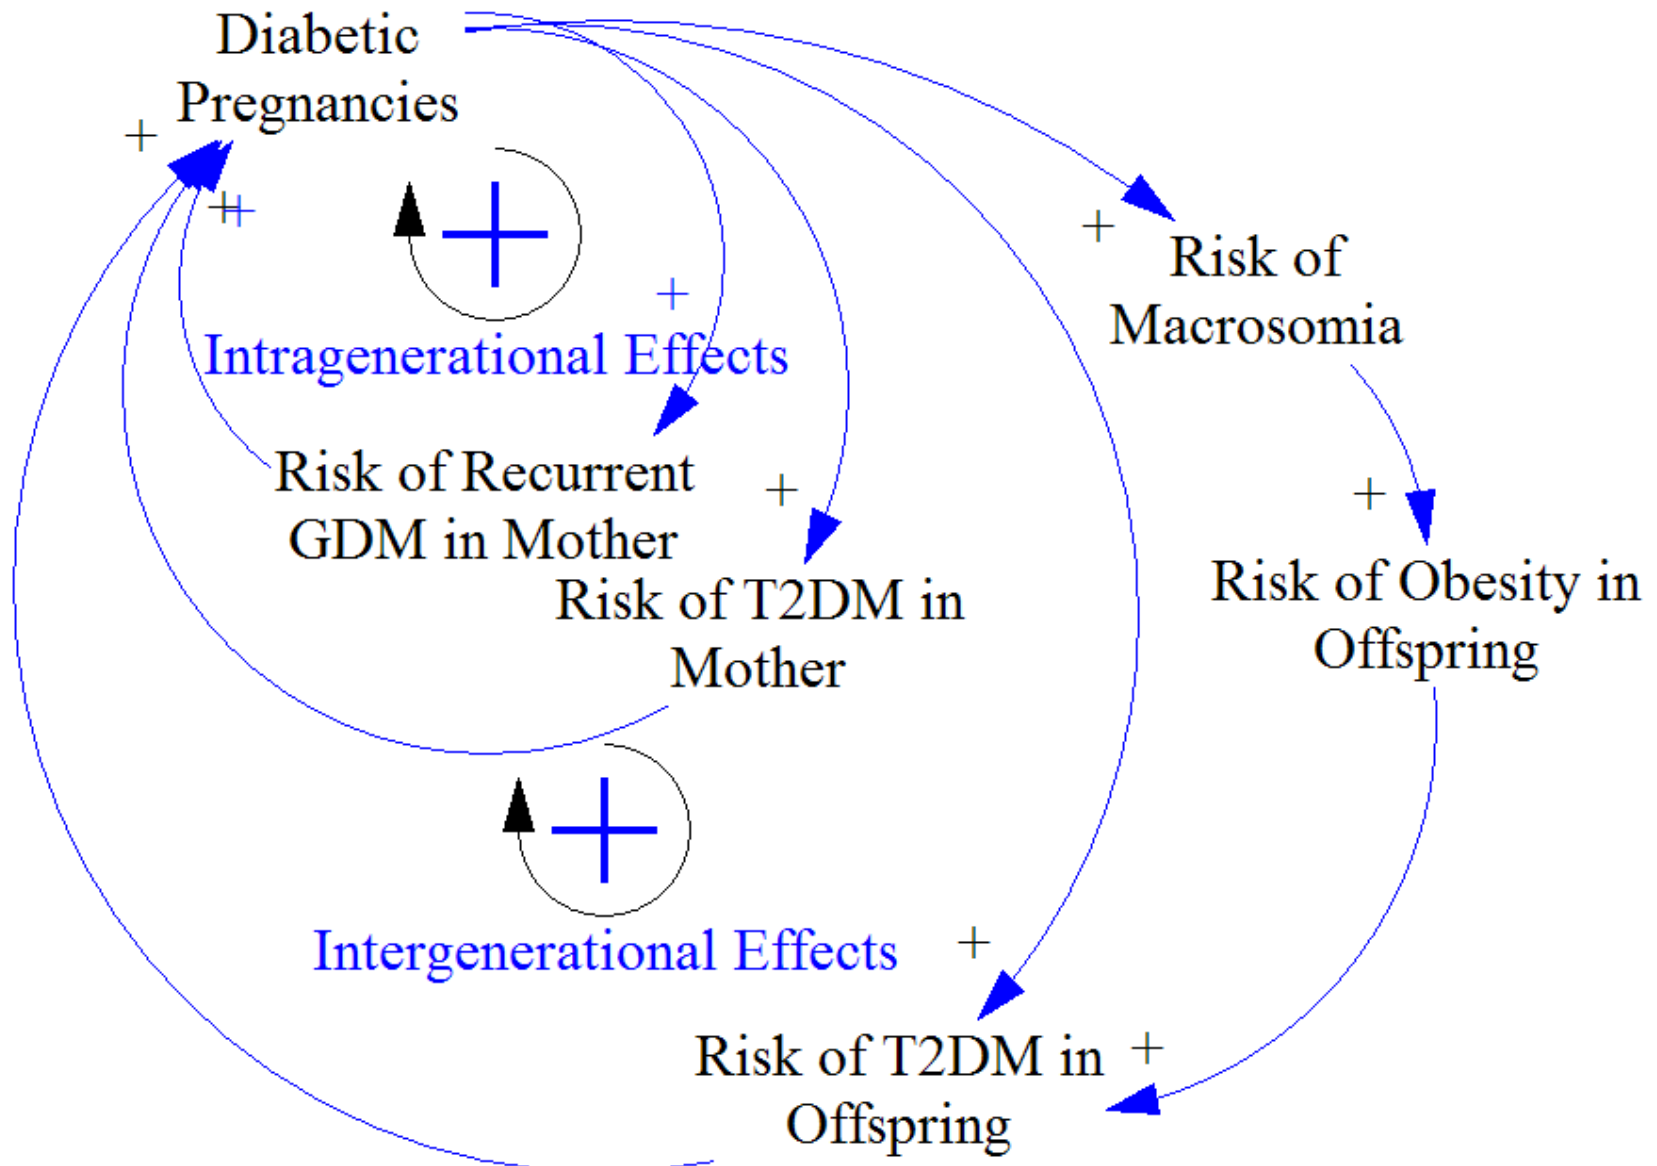 Diabetic
Pregnancies
+
+
+
+
Intragenerational Effects
+
Risk of
Macrosomia
Risk of Recurrent
GDM in Mother
+
+
Risk of T2DM in
Mother
Risk of Obesity in
Offspring
+
Intergenerational Effects
+
Risk of T2DM in
Offspring
+